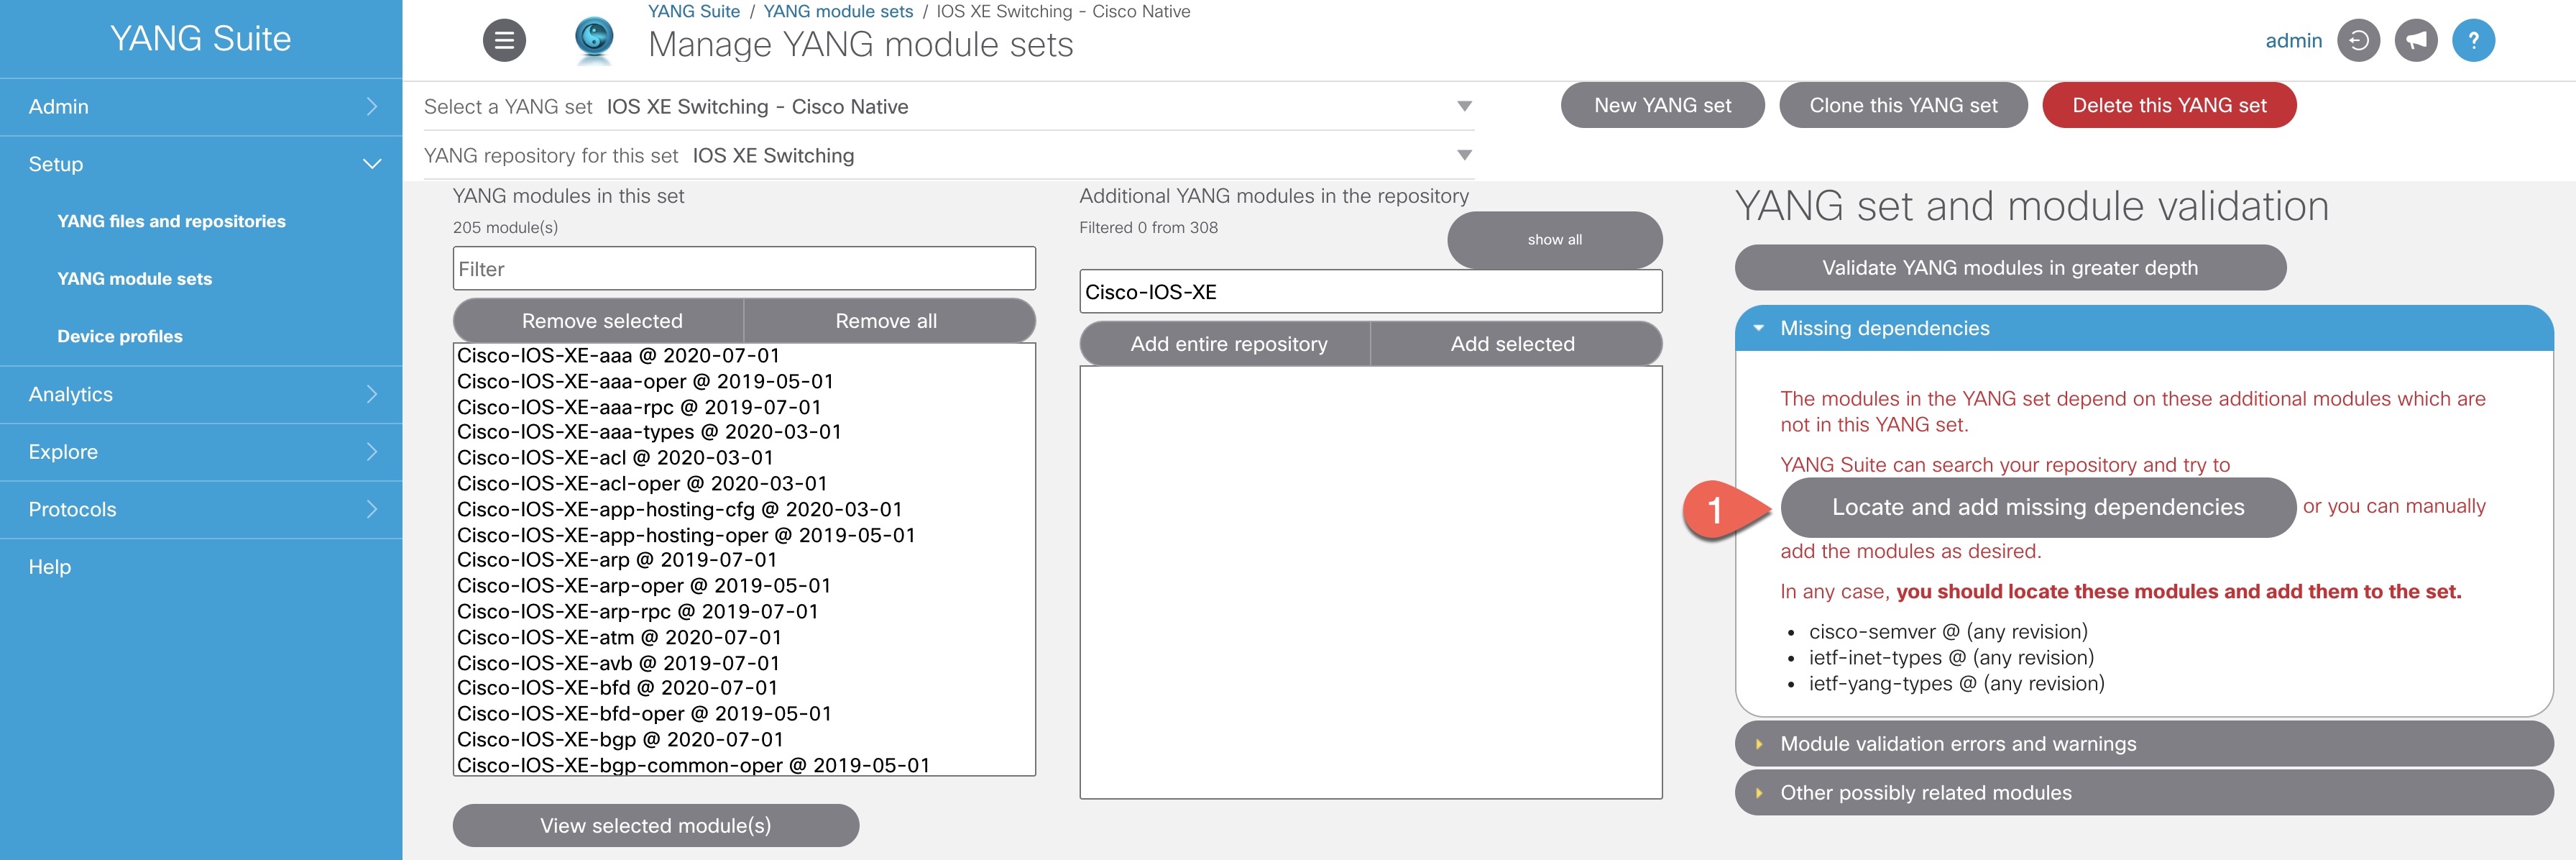 YANG Suite
Admin
Setup
YANG files and repositories
YANG module sets
Device profiles
Analytics
Explore
Protocols
Help
YANG Suite / YANG module sets / IOS XE Switching - Cisco Native
Manage YANG module sets
admin
?
Select a YANG set IOS XE Switching - Cisco Native
New YANG set
Clone this YANG set
Delete this YANG set
YANG repository for this set IOS XE Switching
YANG modules in this set
205 module(s)
Filter
Remove selected
Remove all
Cisco-IOS-XE-aaa @ 2020-07-01
Cisco-IOS-XE-aaa-oper @ 2019-05-01
Cisco-IOS-XE-aaa-rpc @ 2019-07-01
Cisco-IOS-XE-aaa-types @ 2020-03-01
Cisco-IOS-XE-acl @ 2020-03-01
Cisco-IOS-XE-acl-oper @ 2020-03-01
Cisco-IOS-XE-app-hosting-cfg @ 2020-03-01
Cisco-IOS-XE-app-hosting-oper @ 2019-05-01
Cisco-IOS-XE-arp @ 2019-07-01
Cisco-IOS-XE-arp-oper @ 2019-05-01
Cisco-IOS-XE-arp-rpc @ 2019-07-01
Cisco-IOS-XE-atm @ 2020-07-01
Cisco-IOS-XE-avb @ 2019-07-01
Cisco-IOS-XE-bfd @ 2020-07-01
Cisco-IOS-XE-bfd-oper @ 2019-05-01
Cisco-IOS-XE-bgp @ 2020-07-01
Cisco-IOS-XE-bgp-common-oper @ 2019-05-01
View selected module(s)
Additional YANG modules in the repository
Filtered 0 from 308
show all
Cisco-IOS-XE
Add entire repository
Add selected
YANG set and module validation
Validate YANG modules in greater depth
Missing dependencies
The modules in the YANG set depend on these additional modules which are
not in this YANG set.
YANG Suite can search your repository and try to
1
Locate and add missing dependencies or you can manually
add the modules as desired.
In any case, you should locate these modules and add them to the set.
• cisco-semver @ (any revision)
• ietf-inet-types @ (any revision)
• ietf-yang-types @ (any revision)
Module validation errors and warnings
Other possibly related modules